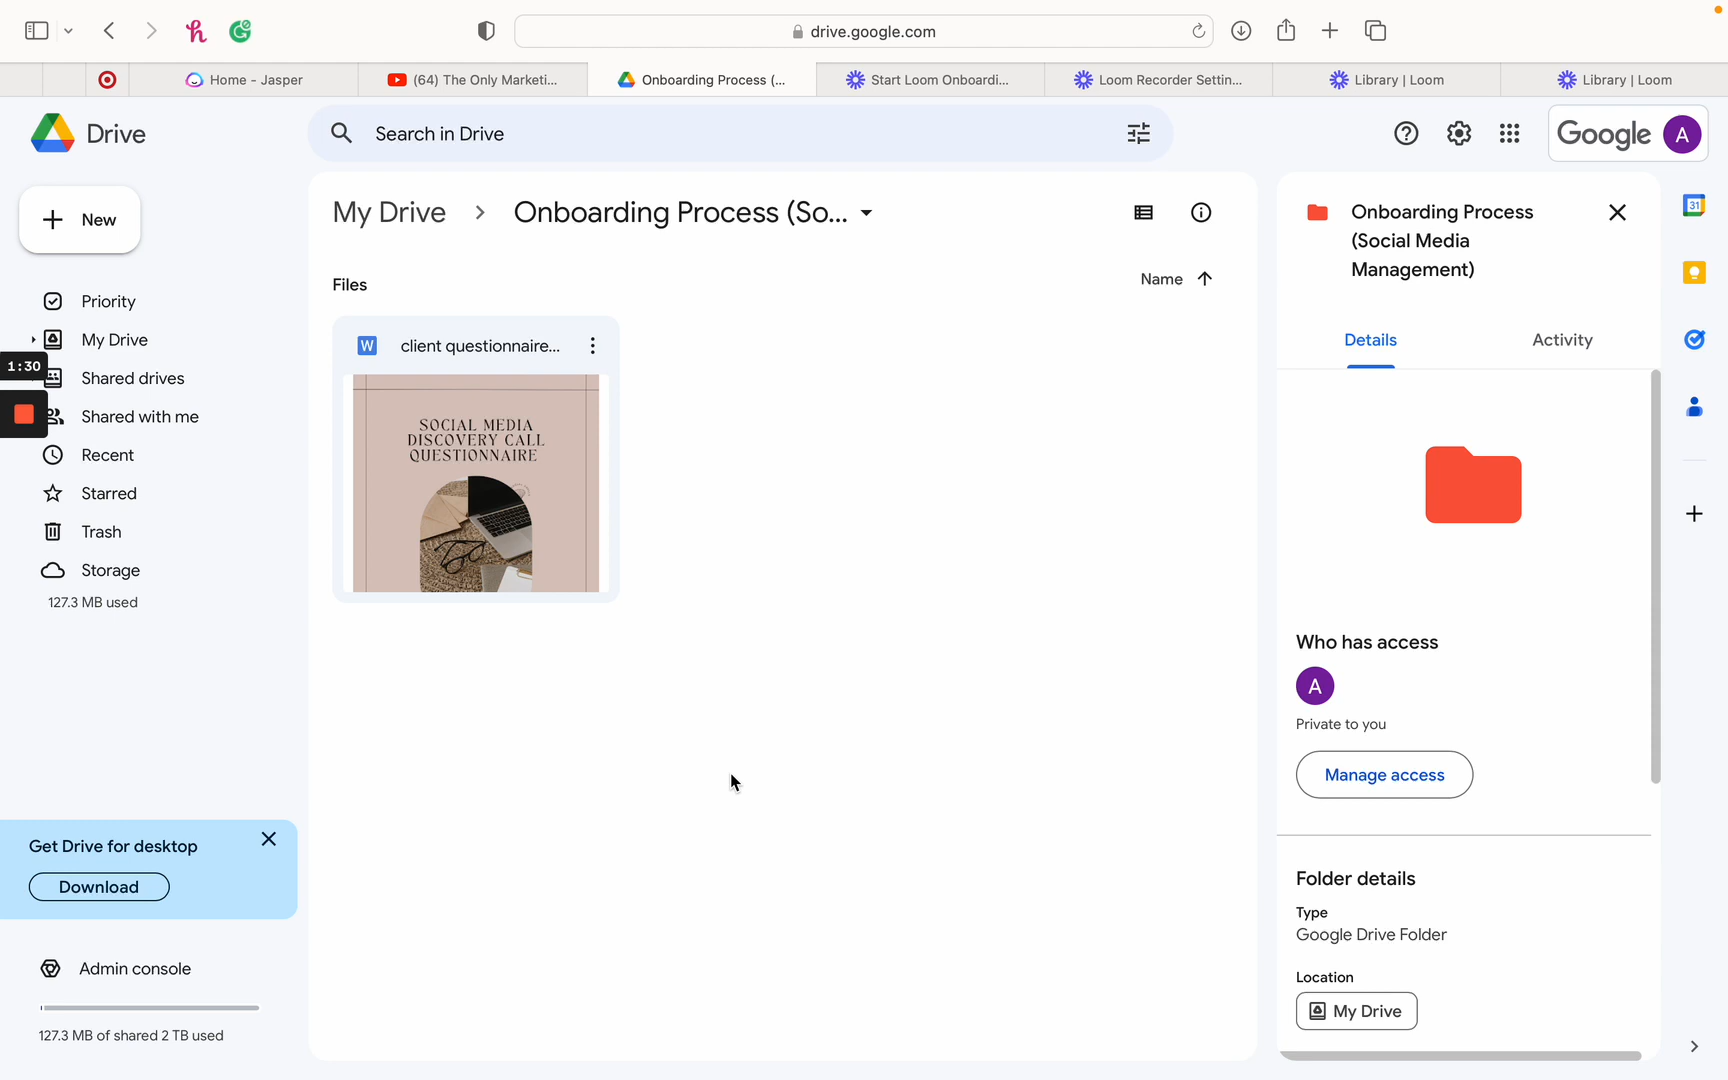 drive.google.com
Home - Jasper
(64) The Only Marketi...
Onboarding Process (...
Start Loom Onboardi...
Loom Recorder Settin...
Library | Loom
Library | Loom
Drive
Search in Drive
Google
A
New
My Drive
Onboarding Process (So...
Onboarding Process
(Social Media
Management)
31
Files
Name
Priority
My Drive
Shared drives
Shared with me
Recent
Starred
Trash
Storage
127.3 MB used
1:30
W
client questionnaire...
SOCIAL MEDIA
DISCOVERY CALL
QUESTIONNAIRE
Details
Activity
Who has access
A
Private to you
Manage access
Get Drive for desktop
Download
Folder details
Type
Google Drive Folder
Location
My Drive
Admin console
127.3 MB of shared 2 TB used